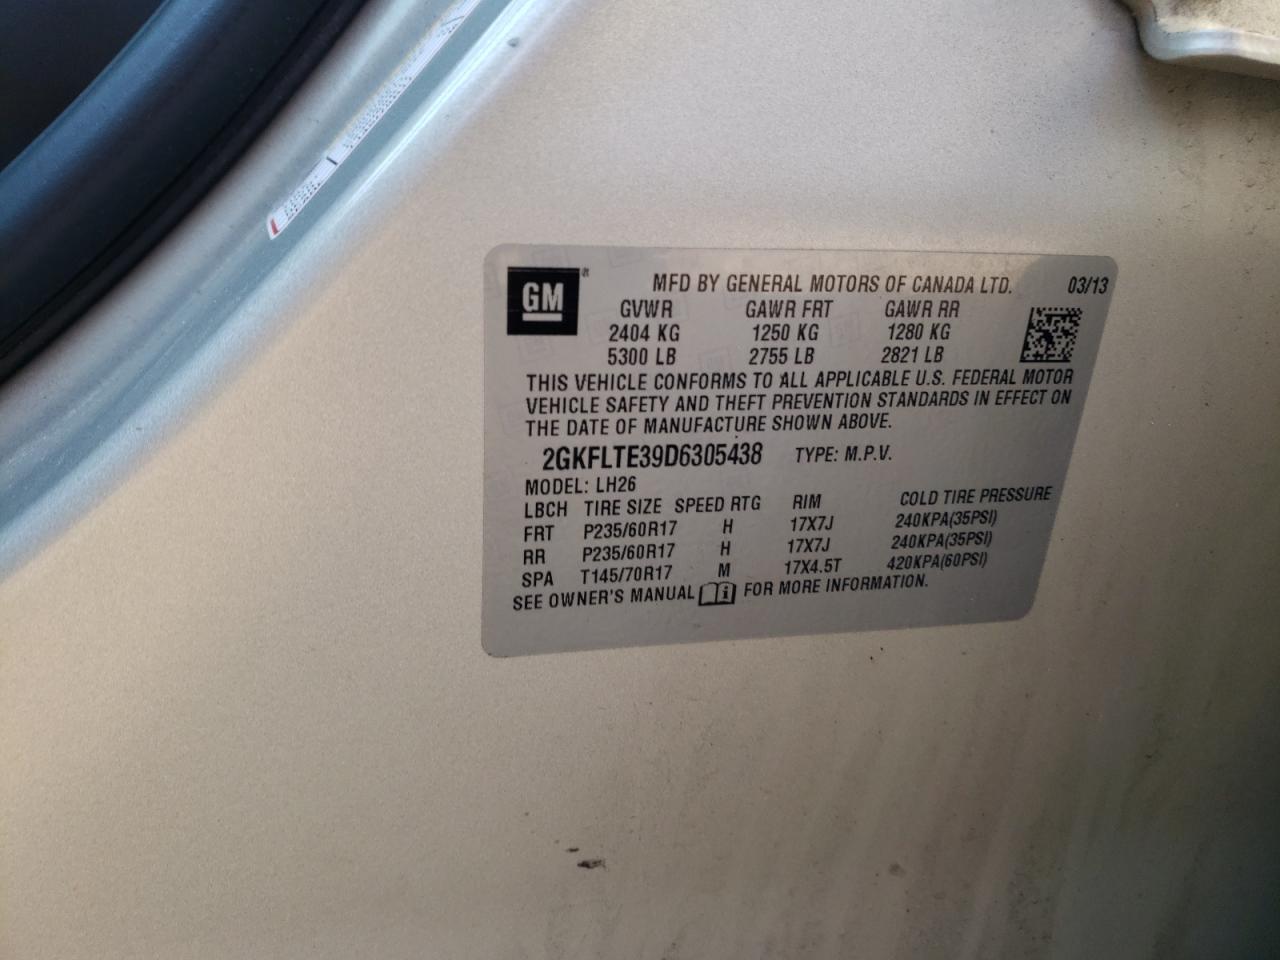 GM
MFD BY GENERAL MOTORS OF CANADA LTD. 03/13
GVWR GAWR FRT GAWR RR
2404 KG 1250 KG 1280 KG
5300 LB 2755 LB 2821 LB
THIS VEHICLE CONFORMS TO ALL APPLICABLE U.S. FEDERAL MOTOR
VEHICLE SAFETY AND THEFT PREVENTION STANDARDS IN EFFECT ON
THE DATE OF MANUFACTURE SHOWN ABOVE.
2GKFLTE39D6305438 TYPE: M.P.V.
MODEL: LH26
LBCH TIRE SIZE SPEED RTG RIM COLD TIRE PRESSURE
FRT P235/60R17 H 17X7J 240KPA(35PSI)
RR P235/60R17 H 17X7J 240KPA(35PSI)
SPA T145/70R17 M 17X4.5T 420KPA(60PSI)
SEE OWNER'S MANUAL FOR MORE INFORMATION.